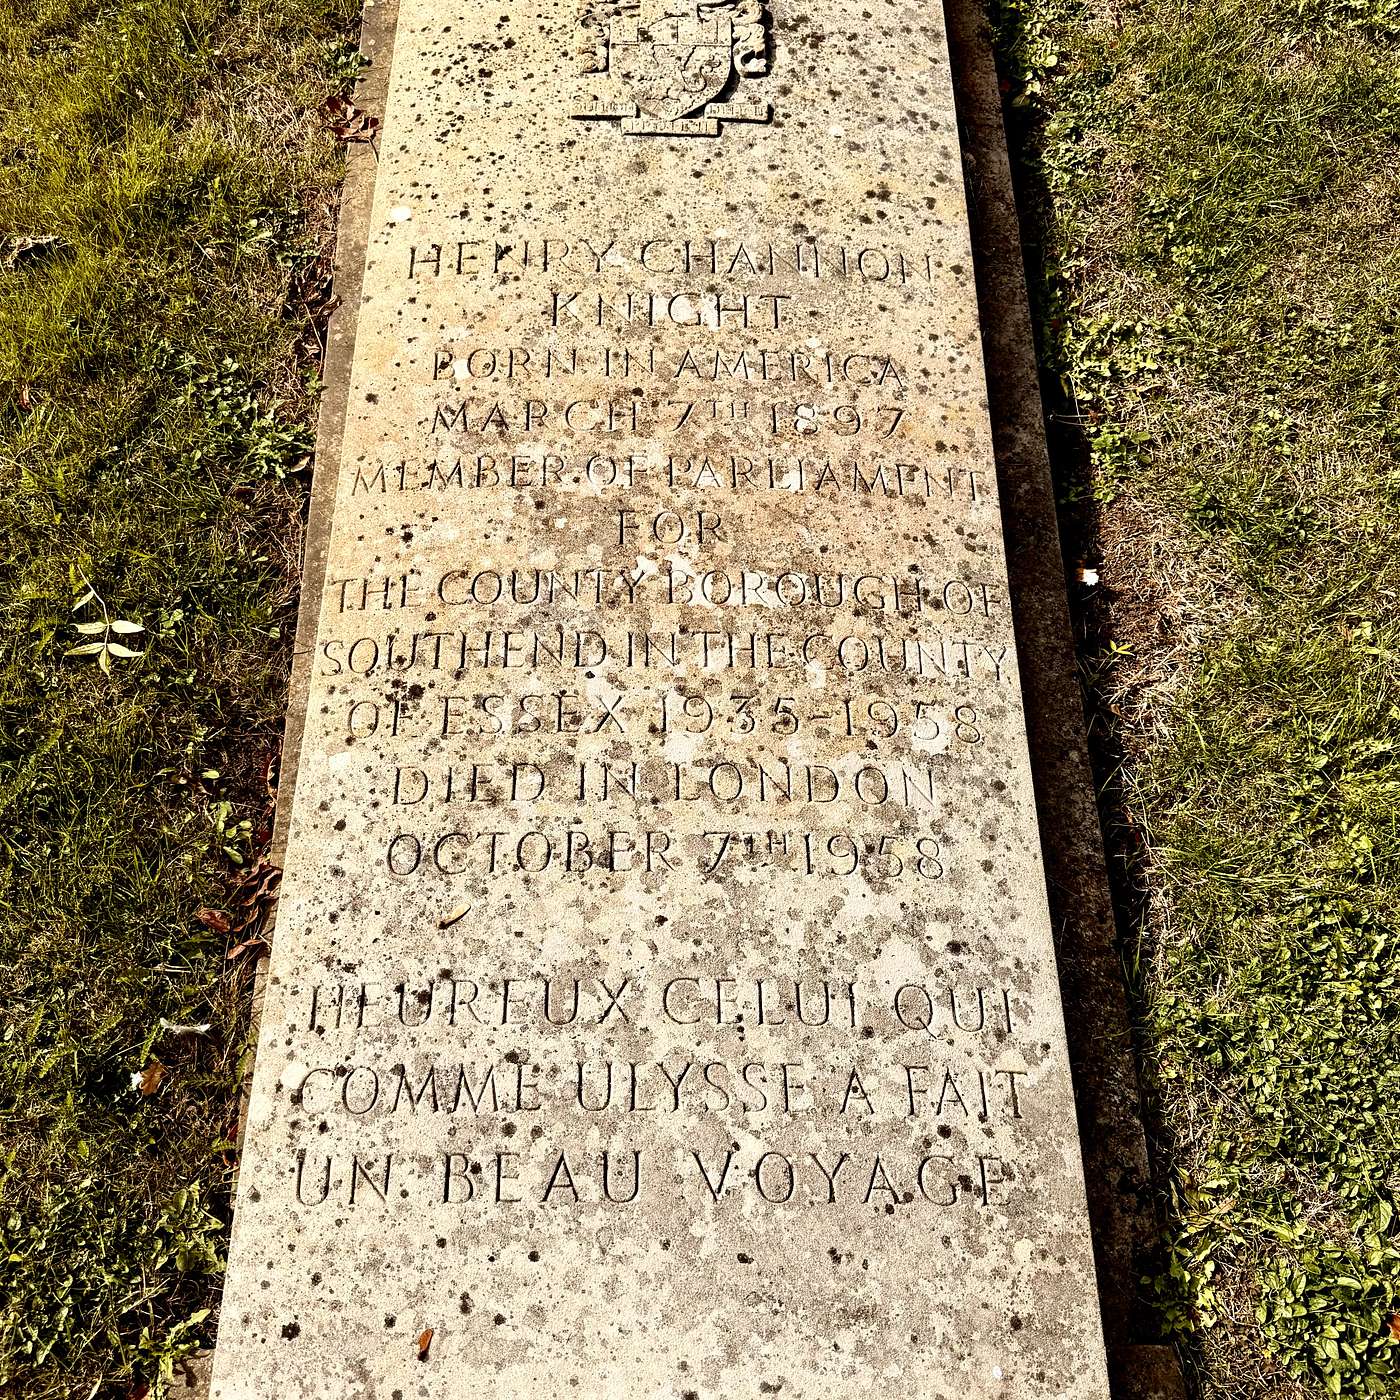 HENRY CHANNON
KNIGHT
BORN IN AMERICA
MARCH 7TH 1897
MEMBER OF PARLIAMENT
FOR
THE COUNTY BOROUGH OF
SOUTHEND IN THE COUNTY
OF ESSEX 1935-1958
DIED IN LONDON
OCTOBER 7TH 1958
HEUREUX CELUI QUI
COMME ULYSSE A FAIT
UN BEAU VOYAGE